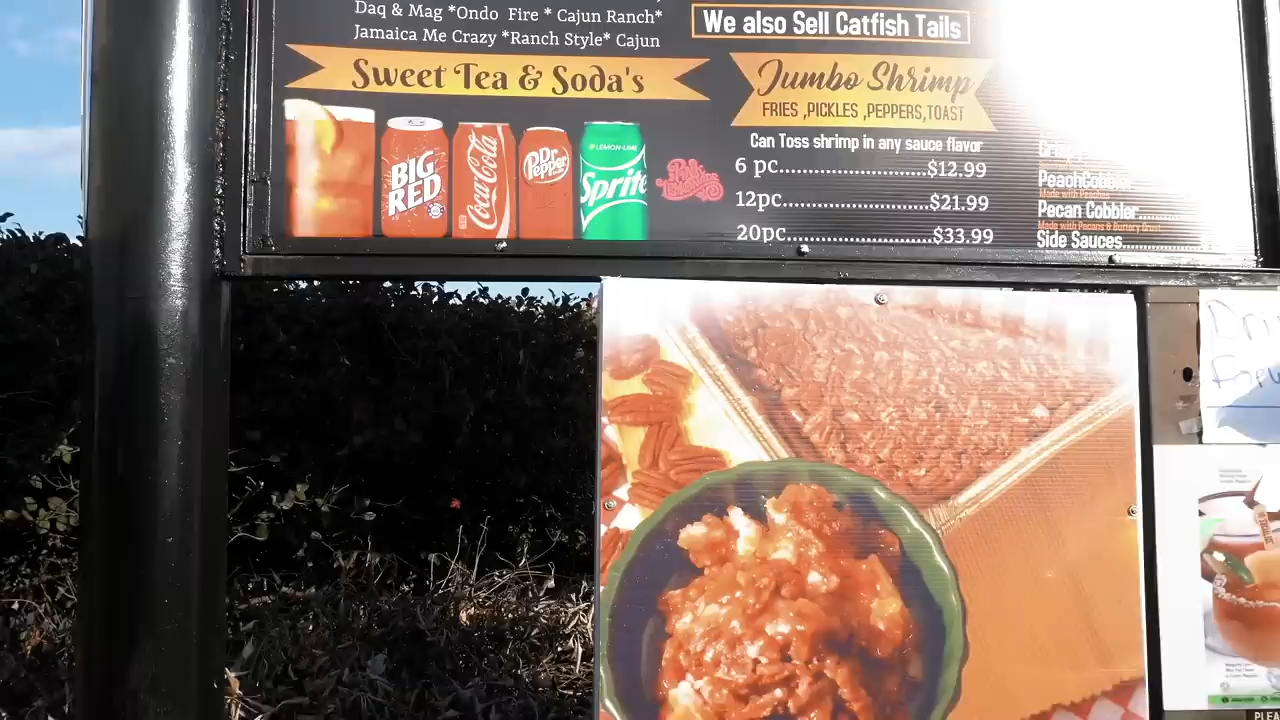 Daq & Mag *Ondo Fire * Cajun Ranch*
Jamaica Me Crazy *Ranch Style* Cajun
Sweet Tea & Soda's
BIG RED
Coca-Cola
Dr Pepper
LEMON-LIME
Sprite
We also Sell Catfish Tails
Jumbo Shrimp
FRIES ,PICKLES ,PEPPERS,TOAST
Can Toss shrimp in any sauce flavor
6 pc...........................$12.99
12pc...........................$21.99
20pc...........................$33.99
Peach Cobbler
Made with
Pecan Cobbler
Made with Pecans & Buttery Crust
Side Sauces